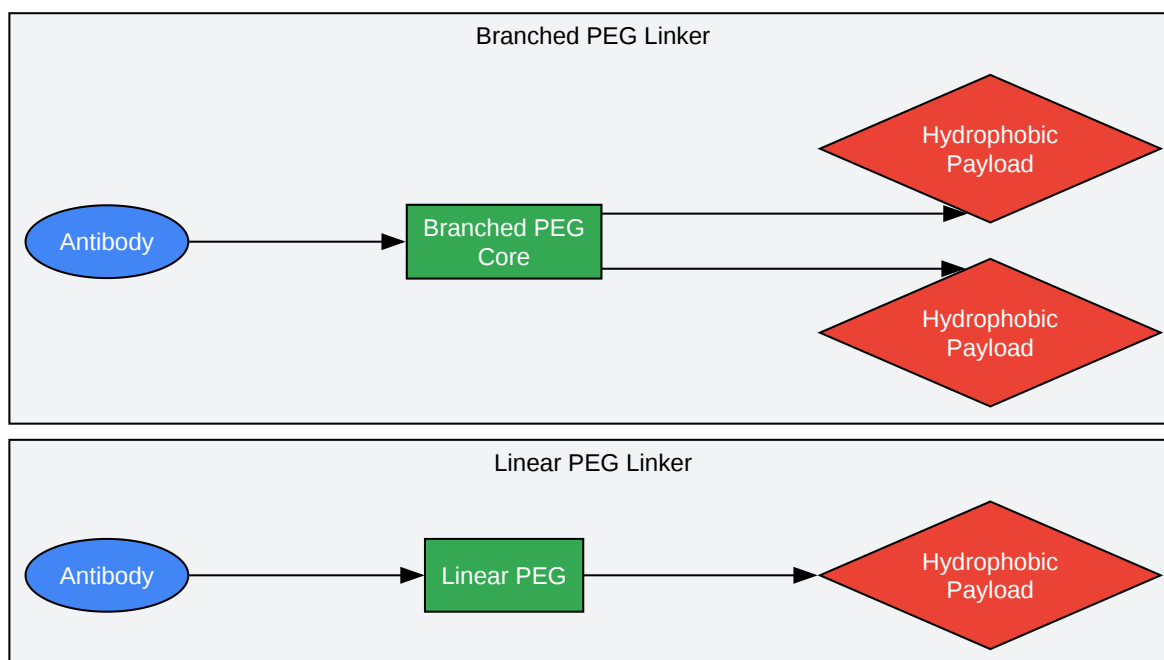 Branched PEG Linker
Hydrophobic
Payload
Antibody
Branched PEG
Core
Hydrophobic
Payload
Linear PEG Linker
Antibody
Linear PEG
Hydrophobic
Payload